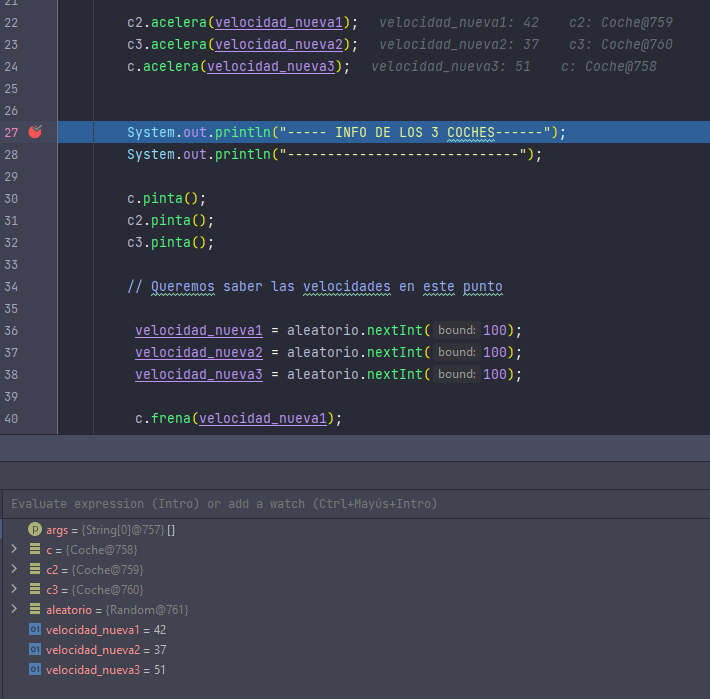 21
22 c2.acelera(velocidad_nueva1); velocidad_nueva1: 42 c2: Coche@759
23 c3.acelera(velocidad_nueva2); velocidad_nueva2: 37 c3: Coche@760
24 c.acelera(velocidad_nueva3); velocidad_nueva3: 51 c: Coche@758
25
26
27 System.out.println("----- INFO DE LOS 3 COCHES------");
28 System.out.println("-----------------------------");
29
30 c.pinta();
31 c2.pinta();
32 c3.pinta();
33
34 // Queremos saber las velocidades en este punto
35
36 velocidad_nueva1 = aleatorio.nextInt( bound: 100);
37 velocidad_nueva2 = aleatorio.nextInt( bound: 100);
38 velocidad_nueva3 = aleatorio.nextInt( bound: 100);
39
40 c.frena(velocidad_nueva1);
Evaluate expression (Intro) or add a watch (Ctrl+Mayús+Intro)
p args = {String[0]@757} []
c = {Coche@758}
c2 = {Coche@759}
c3 = {Coche@760}
aleatorio = {Random@761}
01 velocidad_nueva1 = 42
01 velocidad_nueva2 = 37
01 velocidad_nueva3 = 51